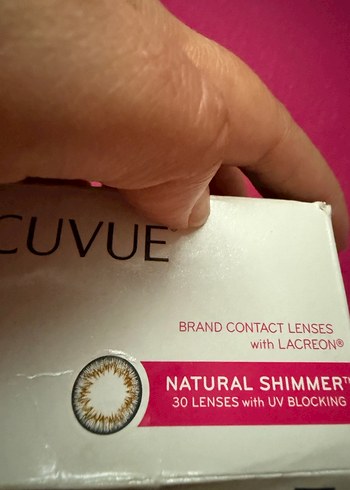 CUVUE
BRAND CONTACT LENSES
with LACREON®
NATURAL SHIMMER™
30 LENSES with UV BLOCKING